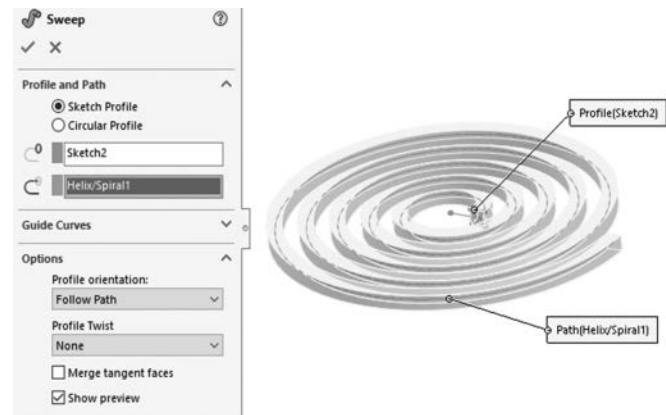 Sweep
Profile and Path
Sketch Profile
Circular Profile
Sketch2
Helix/Spiral1
Guide Curves
Options
Profile orientation:
Follow Path
Profile Twist
None
Merge tangent faces
Show preview
Profile(Sketch2)
Path(Helix/Spiral1)